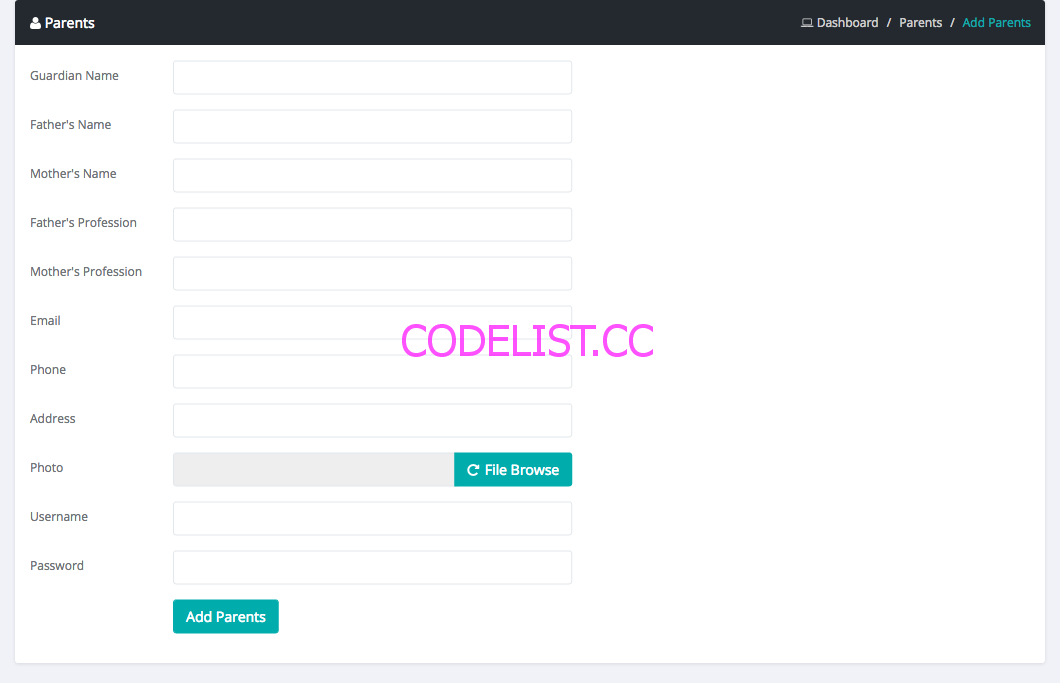 Parents
Dashboard / Parents / Add Parents
Guardian Name
Father's Name
Mother's Name
Father's Profession
Mother's Profession
Email
CODELIST.CC
Phone
Address
Photo
File Browse
Username
Password
Add Parents